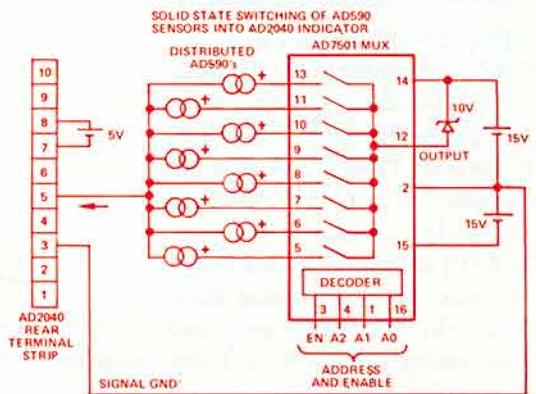 SOLID STATE SWITCHING OF AD590
SENSORS INTO AD2040 INDICATOR
AD7501 MUX
DISTRIBUTED
AD590's
10
9
8
7
6
5
4
3
2
1
5V
+
+
+
+
+
+
+
+
13
11
10
9
8
7
6
5
14
12
2
15
10V
OUTPUT
15V
15V
DECODER
3 4 1 16
EN A2 A1 A0
ADDRESS
AND ENABLE
AD2040
REAR
TERMINAL
STRIP
SIGNAL GND